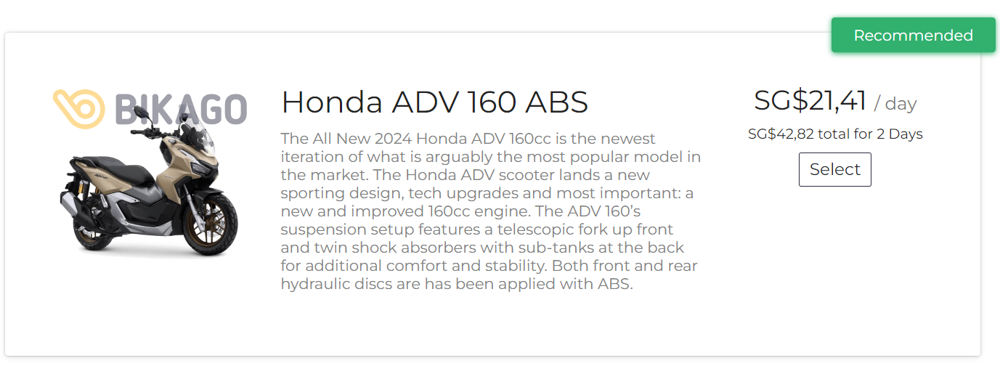 Recommended
BIKAGO
Honda ADV 160 ABS
The All New 2024 Honda ADV 160cc is the newest
iteration of what is arguably the most popular model in
the market. The Honda ADV scooter lands a new
sporting design, tech upgrades and most important: a
new and improved 160cc engine. The ADV 160’s
suspension setup features a telescopic fork up front
and twin shock absorbers with sub-tanks at the back
for additional comfort and stability. Both front and rear
hydraulic discs are has been applied with ABS.
SG$21,41 / day
SG$42,82 total for 2 Days
Select